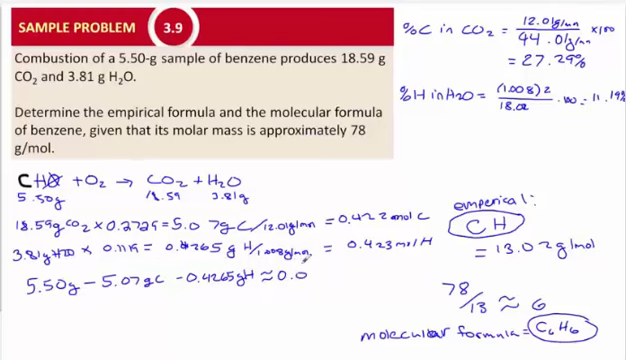 SAMPLE PROBLEM 3.9
Combustion of a 5.50-g sample of benzene produces 18.59 g
CO₂ and 3.81 g H₂O.
Determine the empirical formula and the molecular formula
of benzene, given that its molar mass is approximately 78
g/mol.
%C in CO₂ = 12.01g/mol / 44.01g/mol ×100
= 27.29%
%H in H2O = (1.008)2 / 18.02 · 100 = 11.19%
CHO + O₂ → CO₂ + H₂O
5.50g 18.59 3.81g
18.59g CO₂ × 0.2729 = 5.07g C/12.01g/mol = 0.422 mol C
3.81g H2O × 0.1119 = 0.4265 g H/1.008g/mol = 0.423 mol H
5.50g – 5.07g C – 0.4265g H ≈ 0.0
emperical:
CH
= 13.02 g/mol
78/13 ≈ 6
molecular formula = C₆H₆